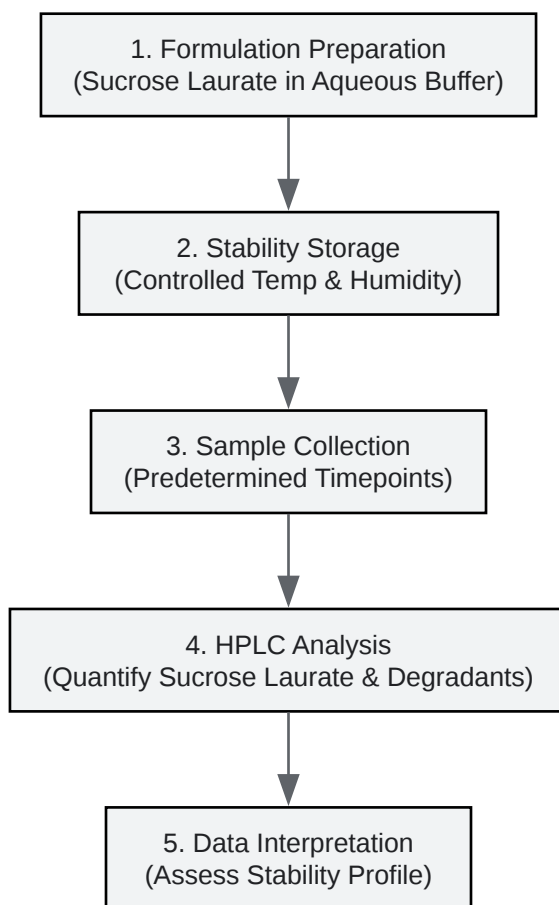 1. Formulation Preparation
(Sucrose Laurate in Aqueous Buffer)
2. Stability Storage
(Controlled Temp & Humidity)
3. Sample Collection
(Predetermined Timepoints)
4. HPLC Analysis
(Quantify Sucrose Laurate & Degradants)
5. Data Interpretation
(Assess Stability Profile)